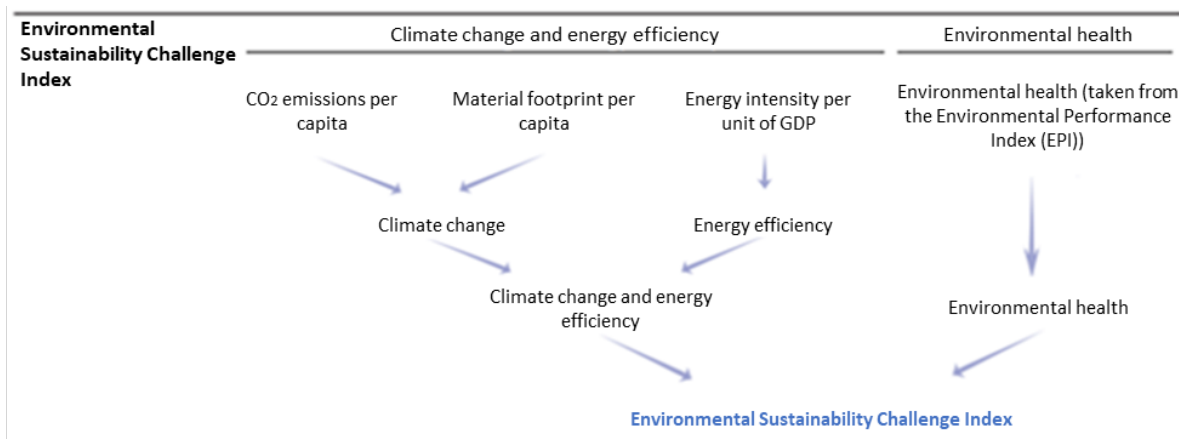 Environmental
Sustainability Challenge
Index
Climate change and energy efficiency
Environmental health
CO2 emissions per
capita
Material footprint per
capita
Energy intensity per
unit of GDP
Environmental health (taken from
the Environmental Performance
Index (EPI))
Climate change
Energy efficiency
Climate change and energy
efficiency
Environmental health
Environmental Sustainability Challenge Index